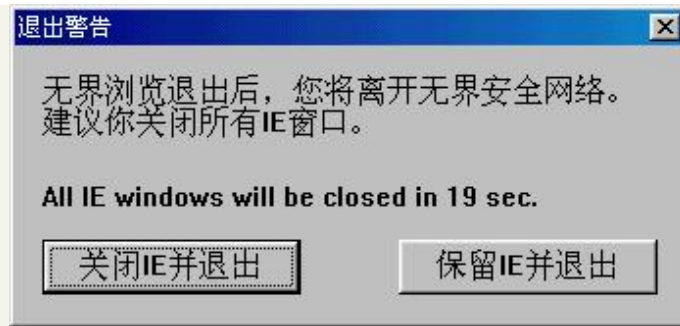 退出警告
无界浏览退出后，您将离开无界安全网络。
建议你关闭所有IE窗口。
All IE windows will be closed in 19 sec.
关闭IE并退出
保留IE并退出